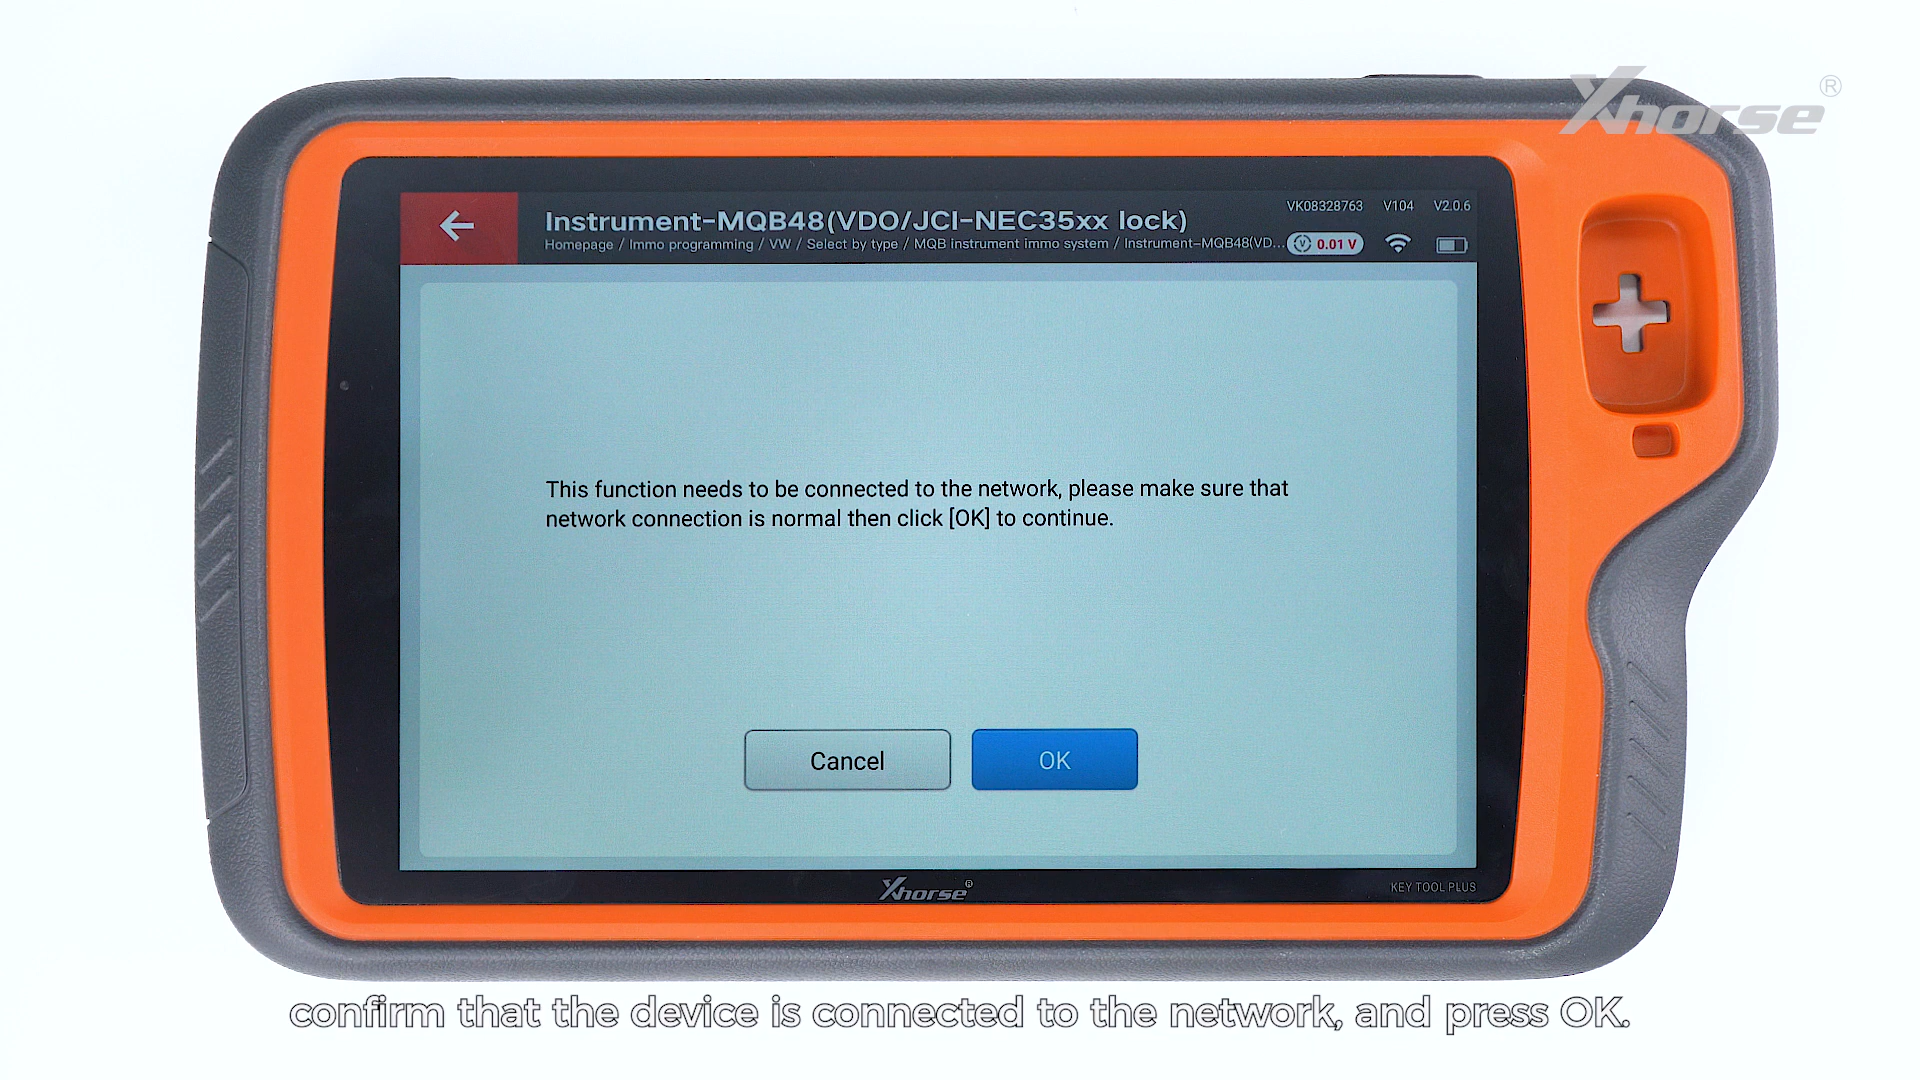 Xhorse®
Instrument-MQB48(VDO/JCI-NEC35xx lock)
VK08328763 V104 V2.0.6
Homepage / Immo programming / VW / Select by type / MQB instrument immo system / Instrument-MQB48(VD...
0.01 V
This function needs to be connected to the network, please make sure that
network connection is normal then click [OK] to continue.
Cancel
OK
Xhorse®
KEY TOOL PLUS
confirm that the device is connected to the network, and press OK.